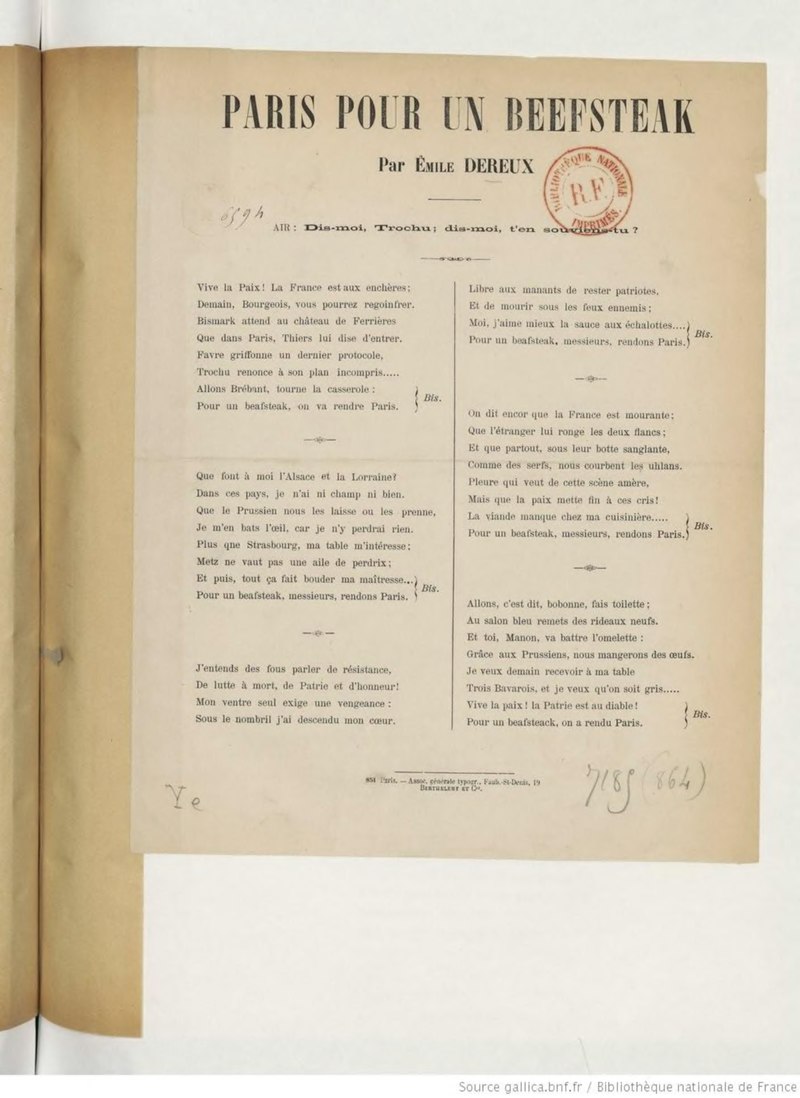 PARIS POUR UN BEEFSTEAK
Par ÉMILE DEREUX
BIBLIOTHÈQUE NATIONALE
R.F.
IMPRIMÉS.
6594
AIR : Dis-moi, Trochu ; dis-moi, t'en souviens-tu ?
Vive la Paix! La France est aux enchères;
Demain, Bourgeois, vous pourrez regoinfrer.
Bismark attend au château de Ferrières
Que dans Paris, Thiers lui dise d'entrer.
Favre griffonne un dernier protocole,
Trochu renonce à son plan incompris.....
Allons Brébant, tourne la casserole :
Pour un beafsteak, on va rendre Paris.
Bis.
Que font à moi l'Alsace et la Lorraine?
Dans ces pays, je n'ai ni champ ni bien.
Que le Prussien nous les laisse ou les prenne,
Je m'en bats l'œil, car je n'y perdrai rien.
Plus qne Strasbourg, ma table m'intéresse;
Metz ne vaut pas une aile de perdrix;
Et puis, tout ça fait bouder ma maîtresse...
Pour un beafsteak, messieurs, rendons Paris.
Bis.
J'entends des fous parler de résistance,
De lutte à mort, de Patrie et d'honneur!
Mon ventre seul exige une vengeance :
Sous le nombril j'ai descendu mon cœur.
Libre aux manants de rester patriotes,
Et de mourir sous les feux ennemis ;
Moi, j'aime mieux la sauce aux échalottes....
Pour un beafsteak, messieurs, rendons Paris.
Bis.
On dit encor que la France est mourante;
Que l'étranger lui ronge les deux flancs;
Et que partout, sous leur botte sanglante,
Comme des serfs, nous courbent les uhlans.
Pleure qui veut de cette scène amère,
Mais que la paix mette fin à ces cris!
La viande manque chez ma cuisinière.....
Pour un beafsteak, messieurs, rendons Paris.
Bis.
Allons, c'est dit, bobonne, fais toilette ;
Au salon bleu remets des rideaux neufs.
Et toi, Manon, va battre l'omelette :
Grâce aux Prussiens, nous mangerons des œufs.
Je veux demain recevoir à ma table
Trois Bavarois, et je veux qu'on soit gris.....
Vive la paix ! la Patrie est au diable !
Pour un beafsteack, on a rendu Paris.
Bis.
851 Paris. — Assoc. générale typogr., Faub.-St-Denis, 19
BERTHELEMY ET Cie.
Ye
7185 (864)
Source gallica.bnf.fr / Bibliothèque nationale de France